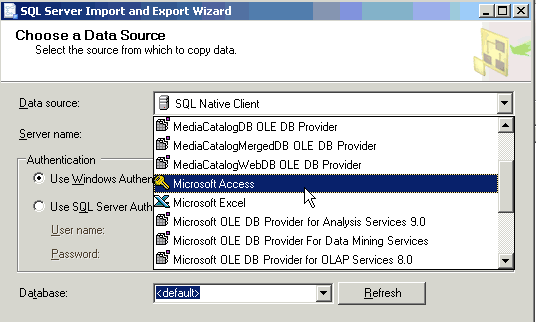 SQL Server Import and Export Wizard
Choose a Data Source
Select the source from which to copy data.
Data source:
SQL Native Client
Server name:
MediaCatalogDB OLE DB Provider
MediaCatalogMergedDB OLE DB Provider
MediaCatalogWebDB OLE DB Provider
Authentication
Use Windows Authen
Microsoft Access
Use SQL Server Auth
Microsoft Excel
User name:
Microsoft OLE DB Provider for Analysis Services 9.0
Microsoft OLE DB Provider For Data Mining Services
Password:
Microsoft OLE DB Provider for OLAP Services 8.0
Database:
<default>
Refresh